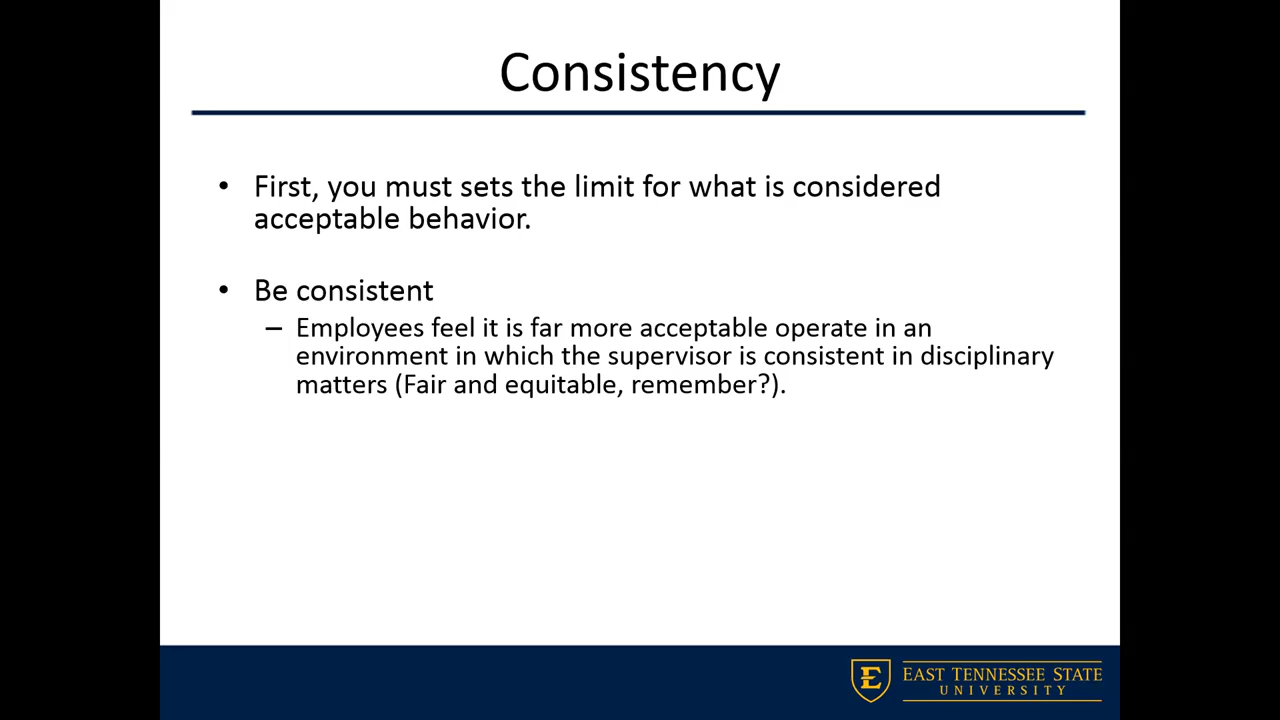 Consistency
• First, you must sets the limit for what is considered
acceptable behavior.
• Be consistent
– Employees feel it is far more acceptable operate in an
environment in which the supervisor is consistent in disciplinary
matters (Fair and equitable, remember?).
E
EAST TENNESSEE STATE
UNIVERSITY